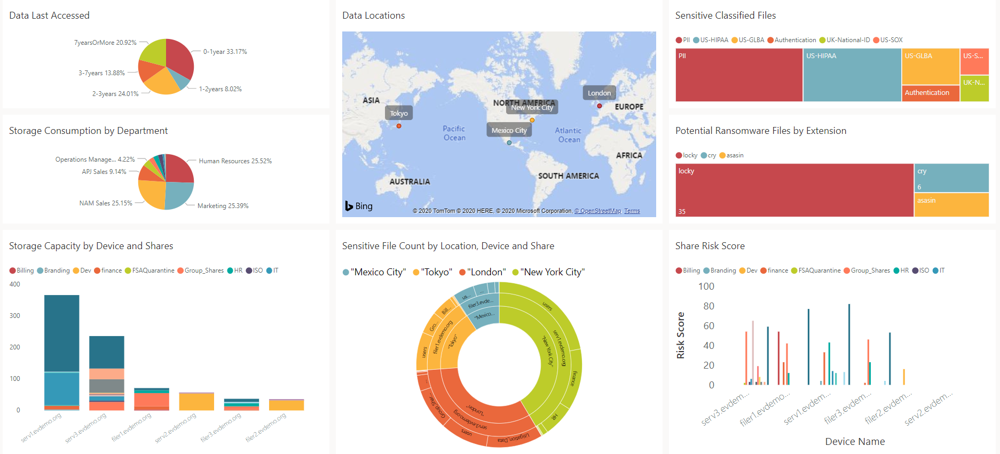 Data Last Accessed
7yearsOrMore 20.92%
0-1year 33.17%
3-7years 13.88%
1-2years 8.02%
2-3years 24.01%
Storage Consumption by Department
Operations Manage... 4.22%
Human Resources 25.52%
APJ Sales 9.14%
NAM Sales 25.15%
Marketing 25.39%
Data Locations
London
ASIA
NORTH AMERICA
EUROPE
New York City
Tokyo
Mexico City
Pacific
Ocean
Atlantic
Ocean
AFRICA
SOUTH AMERICA
AUSTRALIA
Bing
© 2020 TomTom © 2020 HERE, © 2020 Microsoft Corporation, © OpenStreetMap Terms
Sensitive Classified Files
PII US-HIPAA US-GLBA Authentication UK-National-ID US-SOX
PII
US-HIPAA
US-GLBA
US-S...
UK-N...
Authentication
Potential Ransomware Files by Extension
locky cry asasin
locky
35
cry
6
asasin
Storage Capacity by Device and Shares
Billing Branding Dev finance FSAQuarantine Group_Shares HR ISO IT
400
300
200
100
0
serv1.evdemo.org
serv3.evdemo.org
filer1.evdemo.org
serv2.evdemo.org
filer3.evdemo.org
filer2.evdemo.org
Sensitive File Count by Location, Device and Share
"Mexico City" "Tokyo" "London" "New York City"
users
serv1.evdemo.org
"New York City"
finance
HR
Litigation_Data
users
Group_Shar...
...
serv3.evdemo.org
"London"
users
Gro...
Bill...
filer1.evdemo.org
"Tokyo"
us...
...
filer3.evde...
"Mexico...
Share Risk Score
Billing Branding Dev finance FSAQuarantine Group_Shares HR ISO IT
100
80
60
40
20
0
Risk Score
serv3.evdem...
filer1.evdemo...
serv1.evdem...
filer3.evdem...
filer2.evdem...
serv2.evdem...
Device Name